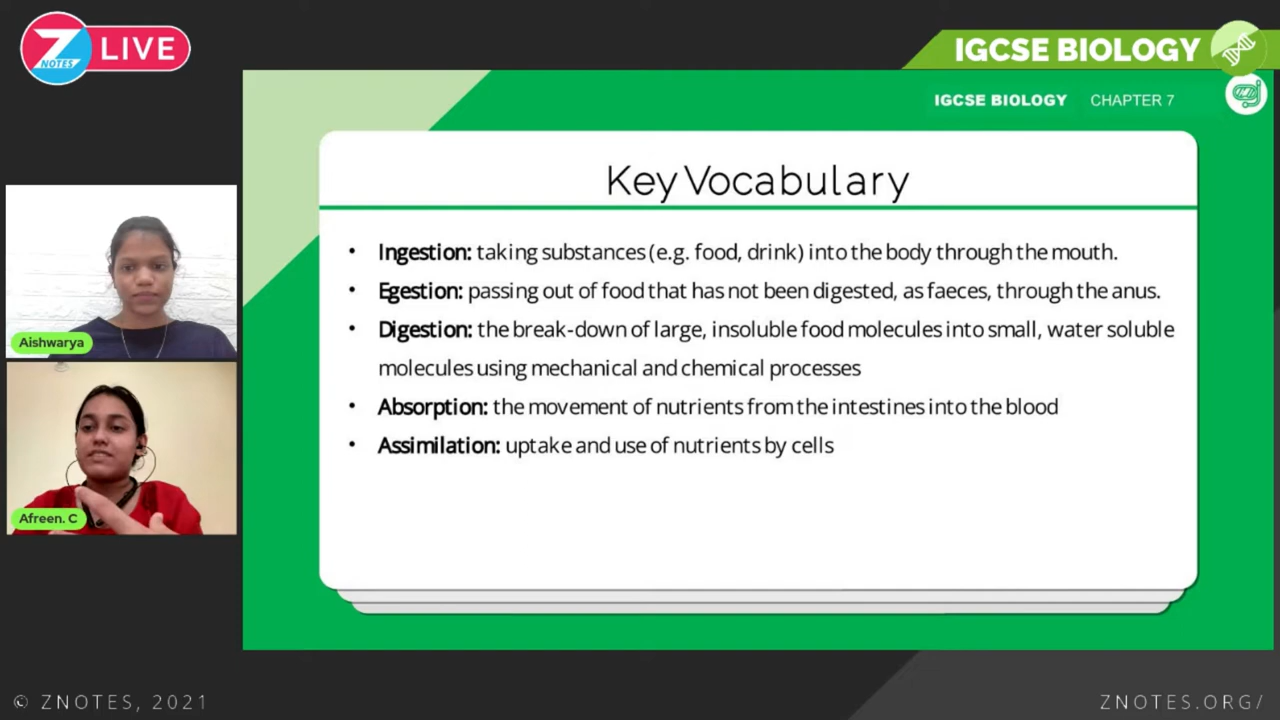 Z NOTES LIVE
IGCSE BIOLOGY
IGCSE BIOLOGY CHAPTER 7
Key Vocabulary
• Ingestion: taking substances (e.g. food, drink) into the body through the mouth.
• Egestion: passing out of food that has not been digested, as faeces, through the anus.
• Digestion: the break-down of large, insoluble food molecules into small, water soluble
molecules using mechanical and chemical processes
• Absorption: the movement of nutrients from the intestines into the blood
• Assimilation: uptake and use of nutrients by cells
Aishwarya
Afreen. C
© ZNOTES, 2021
ZNOTES.ORG/